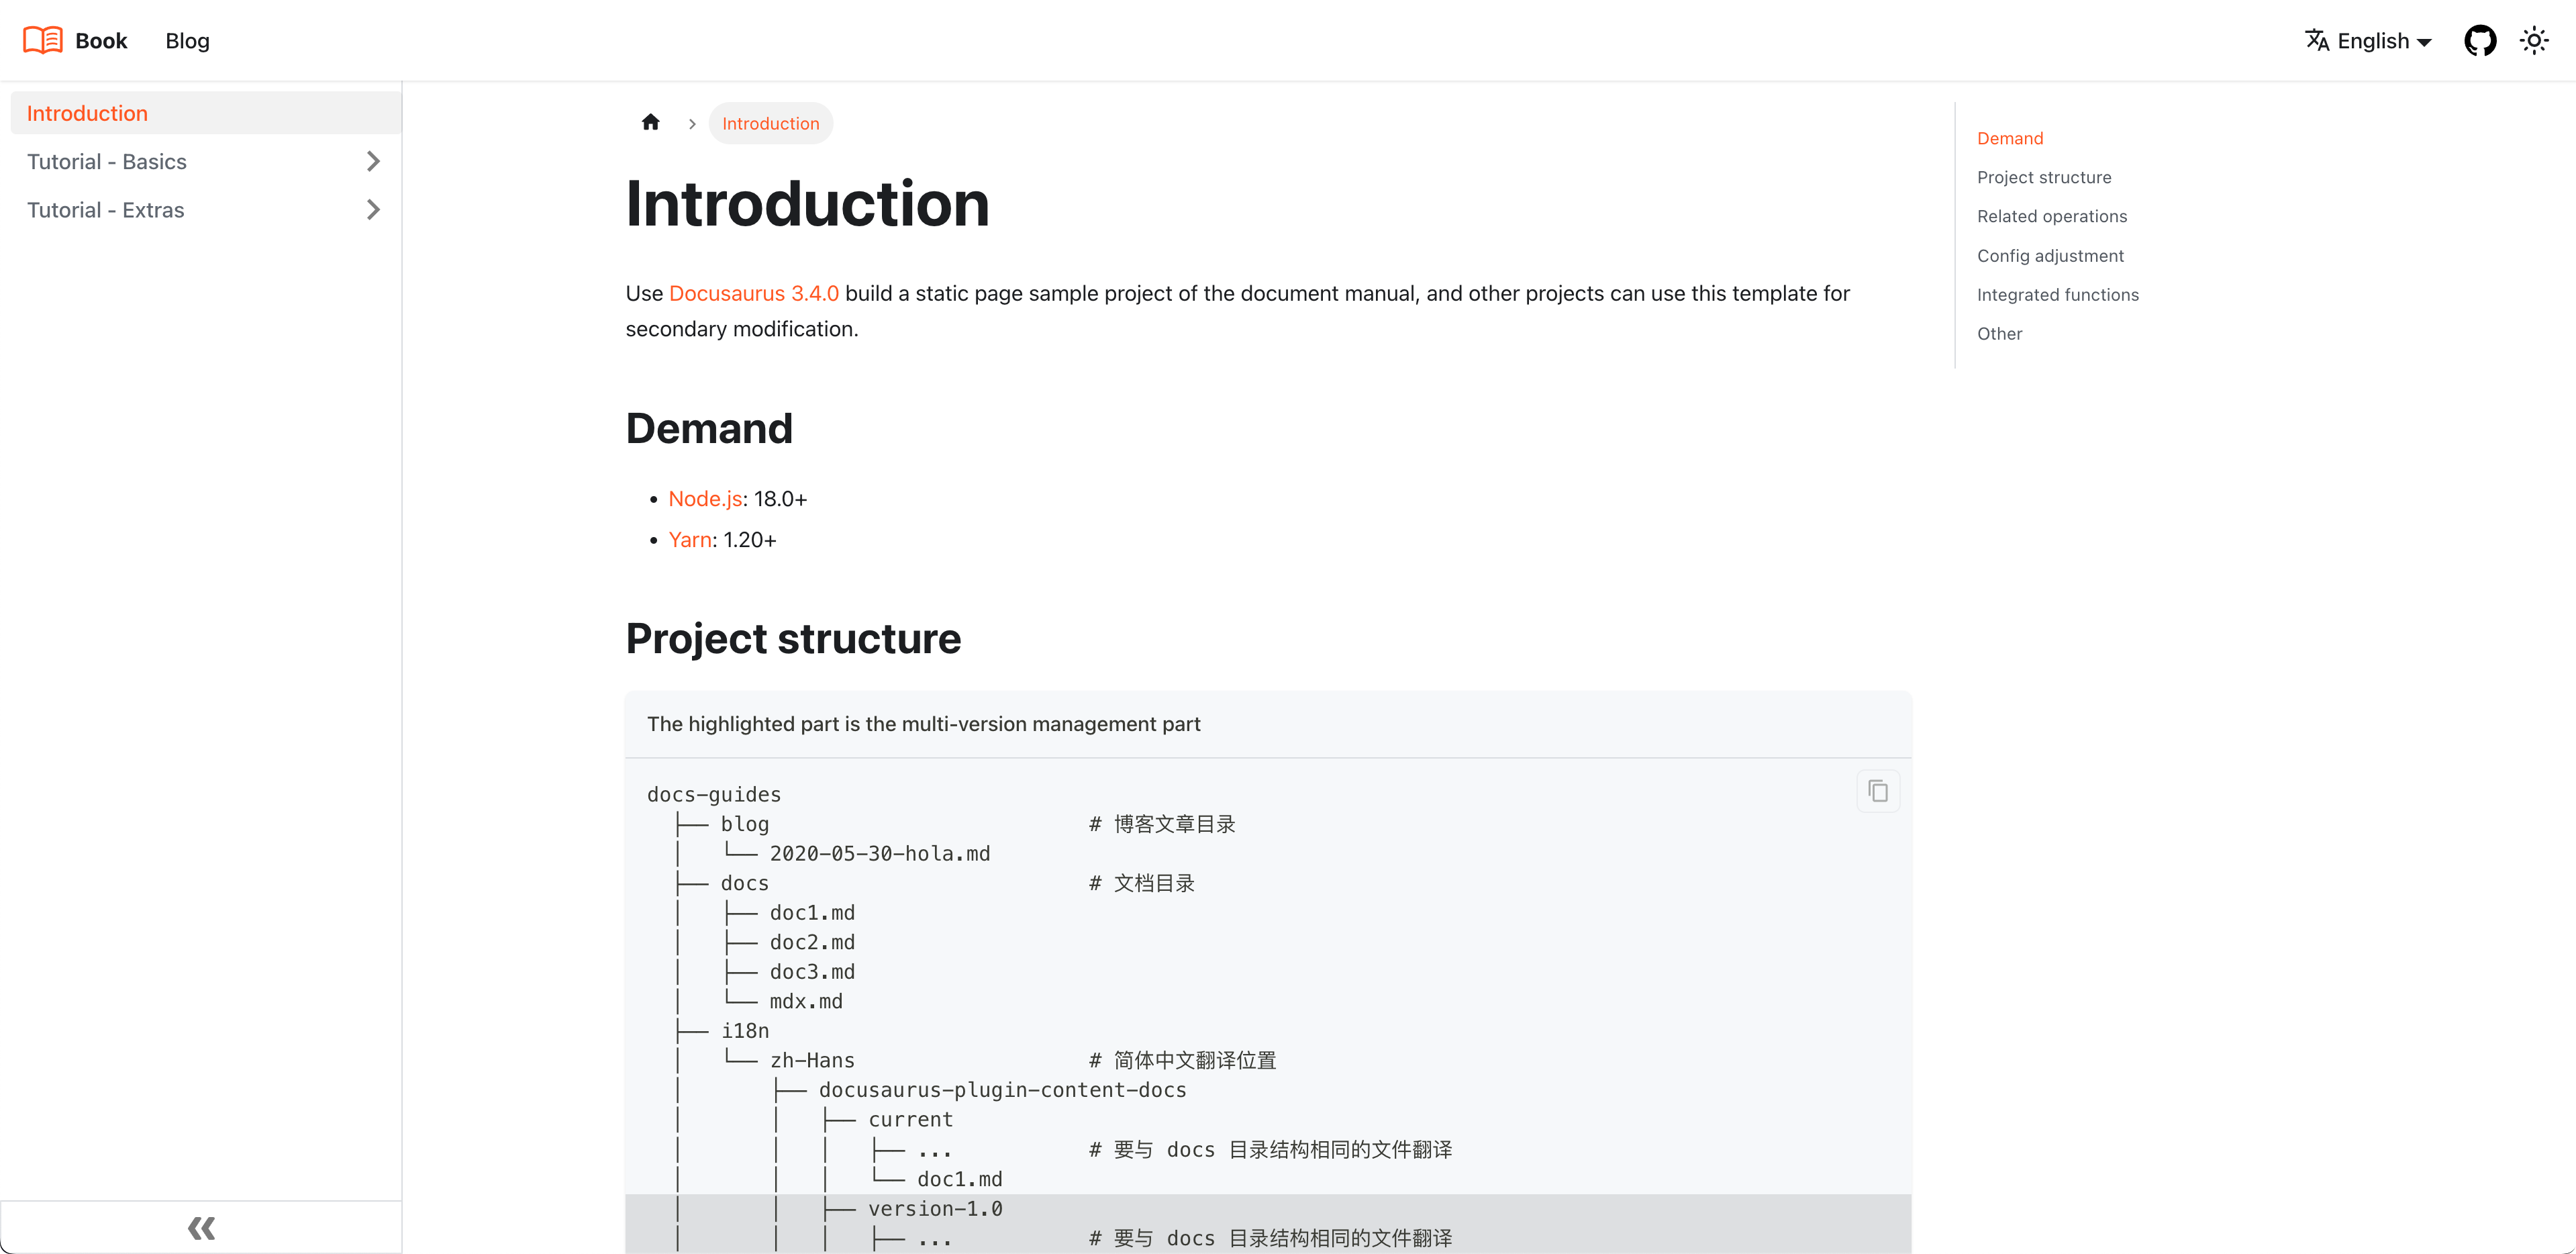 Book Blog English
Introduction
Tutorial - Basics
Tutorial - Extras
Introduction
Introduction
Use Docusaurus 3.4.0 build a static page sample project of the document manual, and other projects can use this template for
secondary modification.
Demand
Node.js: 18.0+
Yarn: 1.20+
Project structure
The highlighted part is the multi-version management part
docs-guides
├── blog                          # 博客文章目录
│   └── 2020-05-30-hola.md
├── docs                          # 文档目录
│   ├── doc1.md
│   ├── doc2.md
│   ├── doc3.md
│   └── mdx.md
├── i18n
│   └── zh-Hans                   # 简体中文翻译位置
│       ├── docusaurus-plugin-content-docs
│       │   ├── current
│       │   │   ├── ...           # 要与 docs 目录结构相同的文件翻译
│       │   │   └── doc1.md
│       │   ├── version-1.0
│       │   │   ├── ...           # 要与 docs 目录结构相同的文件翻译
Demand
Project structure
Related operations
Config adjustment
Integrated functions
Other